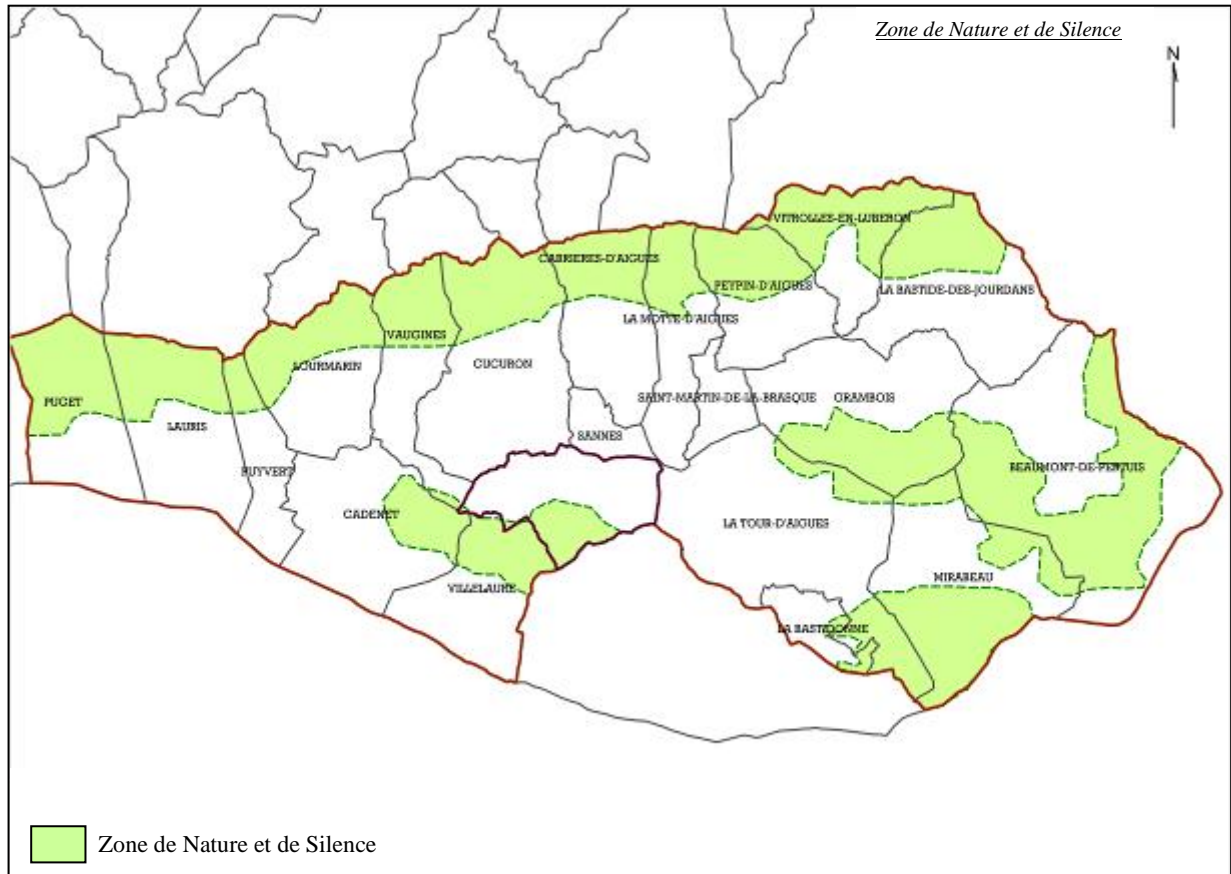 Zone de Nature et de Silence
N
VITROLLES-EN-LUBERON
CABRIERES-D'AIGUES
PEYPIN-D'AIGUES
LA BASTIDE-DES-JOURDANS
LA MOTTE-D'AIGUES
VAUGINES
LOURMARIN
CUCURON
PUGET
SAINT-MARTIN-DE-LA-BRASQUE
GRAMBOIS
LAURIS
SANNES
PUYVERT
BEAUMONT-DE-PERTUIS
CADENET
LA TOUR-D'AIGUES
MIRABEAU
VILLELAURE
LA BASTIDONNE
Zone de Nature et de Silence